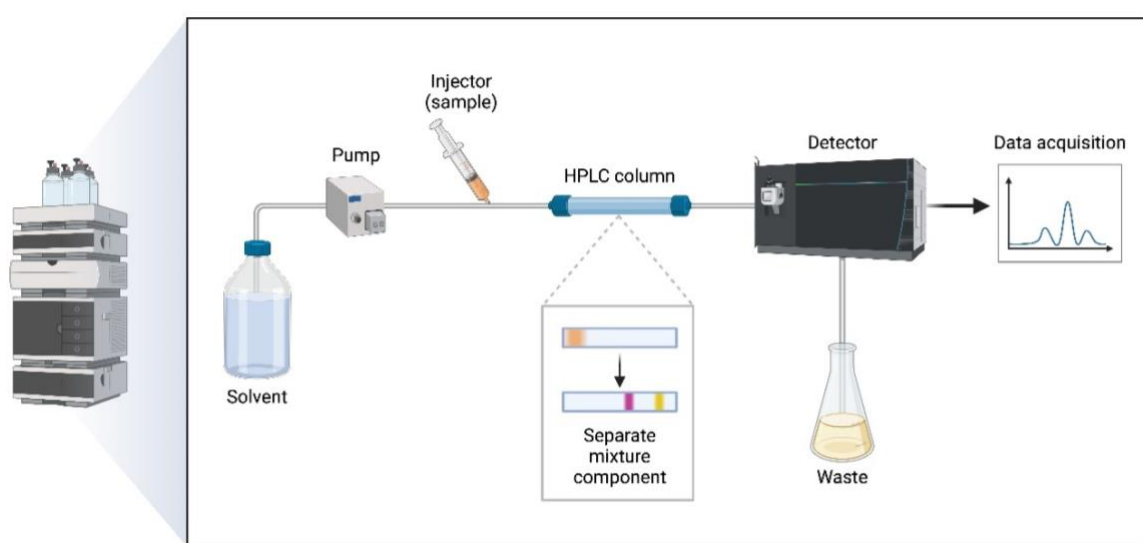 Injector
(sample)
Pump
HPLC column
Detector
Data acquisition
Solvent
Separate
mixture
component
Waste